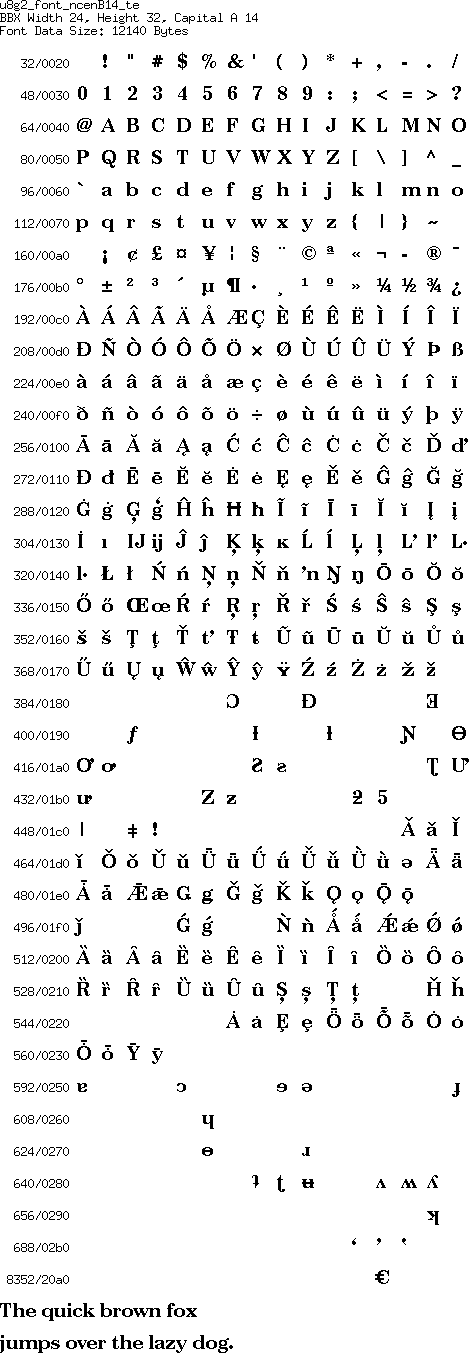 u8g2_font_ncenB14_te
BBX Width 24, Height 32, Capital A 14
Font Data Size: 12140 Bytes
32/0020 ! " # $ % & ' ( ) * + , - . /
48/0030 0 1 2 3 4 5 6 7 8 9 : ; < = > ?
64/0040 @ A B C D E F G H I J K L M N O
80/0050 P Q R S T U V W X Y Z [ \ ] ^ _
96/0060 ` a b c d e f g h i j k l m n o
112/0070 p q r s t u v w x y z { | } ~
160/00a0 ¡ ¢ £ ¤ ¥ ¦ § ¨ © ª « ¬ - ® ¯
176/00b0 ° ± ² ³ ´ µ ¶ · ¸ ¹ º » ¼ ½ ¾ ¿
192/00c0 À Á Â Ã Ä Å Æ Ç È É Ê Ë Ì Í Î Ï
208/00d0 Ð Ñ Ò Ó Ô Õ Ö × Ø Ù Ú Û Ü Ý Þ ß
224/00e0 à á â ã ä å æ ç è é ê ë ì í î ï
240/00f0 ð ñ ò ó ô õ ö ÷ ø ù ú û ü ý þ ÿ
256/0100 Ā ā Ă ă Ą ą Ć ć Ĉ ĉ Ċ ċ Č č Ď ď
272/0110 Đ đ Ē ē Ĕ ĕ Ė ė Ę ę Ě ě Ĝ ĝ Ğ ğ
288/0120 Ġ ġ Ģ ģ Ĥ ĥ Ħ ħ Ĩ ĩ Ī ī Ĭ ĭ Į į
304/0130 İ ı Ĳ ĳ Ĵ ĵ Ķ ķ ĸ Ĺ ĺ Ļ ļ Ľ ľ Ŀ
320/0140 ŀ Ł ł Ń ń Ņ ņ Ň ň ŉ Ŋ ŋ Ō ō Ŏ ŏ
336/0150 Ő ő Œ œ Ŕ ŕ Ŗ ŗ Ř ř Ś ś Ŝ ŝ Ş ş
352/0160 š š Ţ ţ Ť ť Ŧ ŧ Ũ ũ Ū ū Ŭ ŭ Ů ů
368/0170 Ű ű Ų ų Ŵ ŵ Ŷ ŷ Ÿ Ź ź Ż ż ž ž
384/0180 Ɔ Ɖ Ǝ
400/0190 ƒ ƚ Ɲ Ɵ
416/01a0 Ơ ơ Ƨ ƨ Ʈ Ư
432/01b0 ư Z z 2 5
448/01c0 ǀ ǂ ǃ Ǎ ǎ Ǐ
464/01d0 ǐ Ǒ ǒ Ǔ ǔ Ǖ ǖ Ǘ ǘ Ǚ ǚ Ǜ ǜ ǝ Ǟ ǟ
480/01e0 Ǡ ǡ Ǣ ǣ G g Ǧ ǧ Ǩ ǩ Ǫ ǫ Ǭ ǭ
496/01f0 ǰ Ǵ ǵ Ǹ ǹ Ǻ ǻ Ǽ ǽ Ǿ ǿ
512/0200 Ȁ ȁ Ȃ ȃ Ȅ ȅ Ȇ ȇ Ȉ ȉ Ȋ ȋ Ȍ ȍ Ȏ ȏ
528/0210 Ȑ ȑ Ȓ ȓ Ȕ ȕ Ȗ ȗ Ș ș Ț ț Ȟ ȟ
544/0220 Ȧ ȧ Ȩ ȩ Ȫ ȫ Ȭ ȭ Ȯ ȯ
560/0230 Ȱ ȱ Ȳ ȳ
592/0250 ɐ ɔ ɘ ə ɟ
608/0260 ɥ
624/0270 ɵ ɹ
640/0280 ʇ ʈ ʉ ʌ ʍ ʎ
656/0290 ʞ
688/02b0 ʻ ʼ ʽ
8352/20a0 €
The quick brown fox
jumps over the lazy dog.